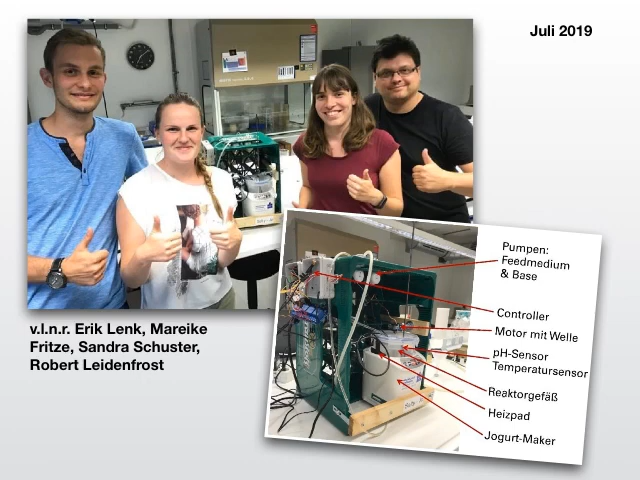 Juli 2019
v.l.n.r. Erik Lenk, Mareike
Fritze, Sandra Schuster,
Robert Leidenfrost
Pumpen:
Feedmedium
& Base
Controller
Motor mit Welle
pH-Sensor
Temperatursensor
Reaktorgefäß
Heizpad
Jogurt-Maker